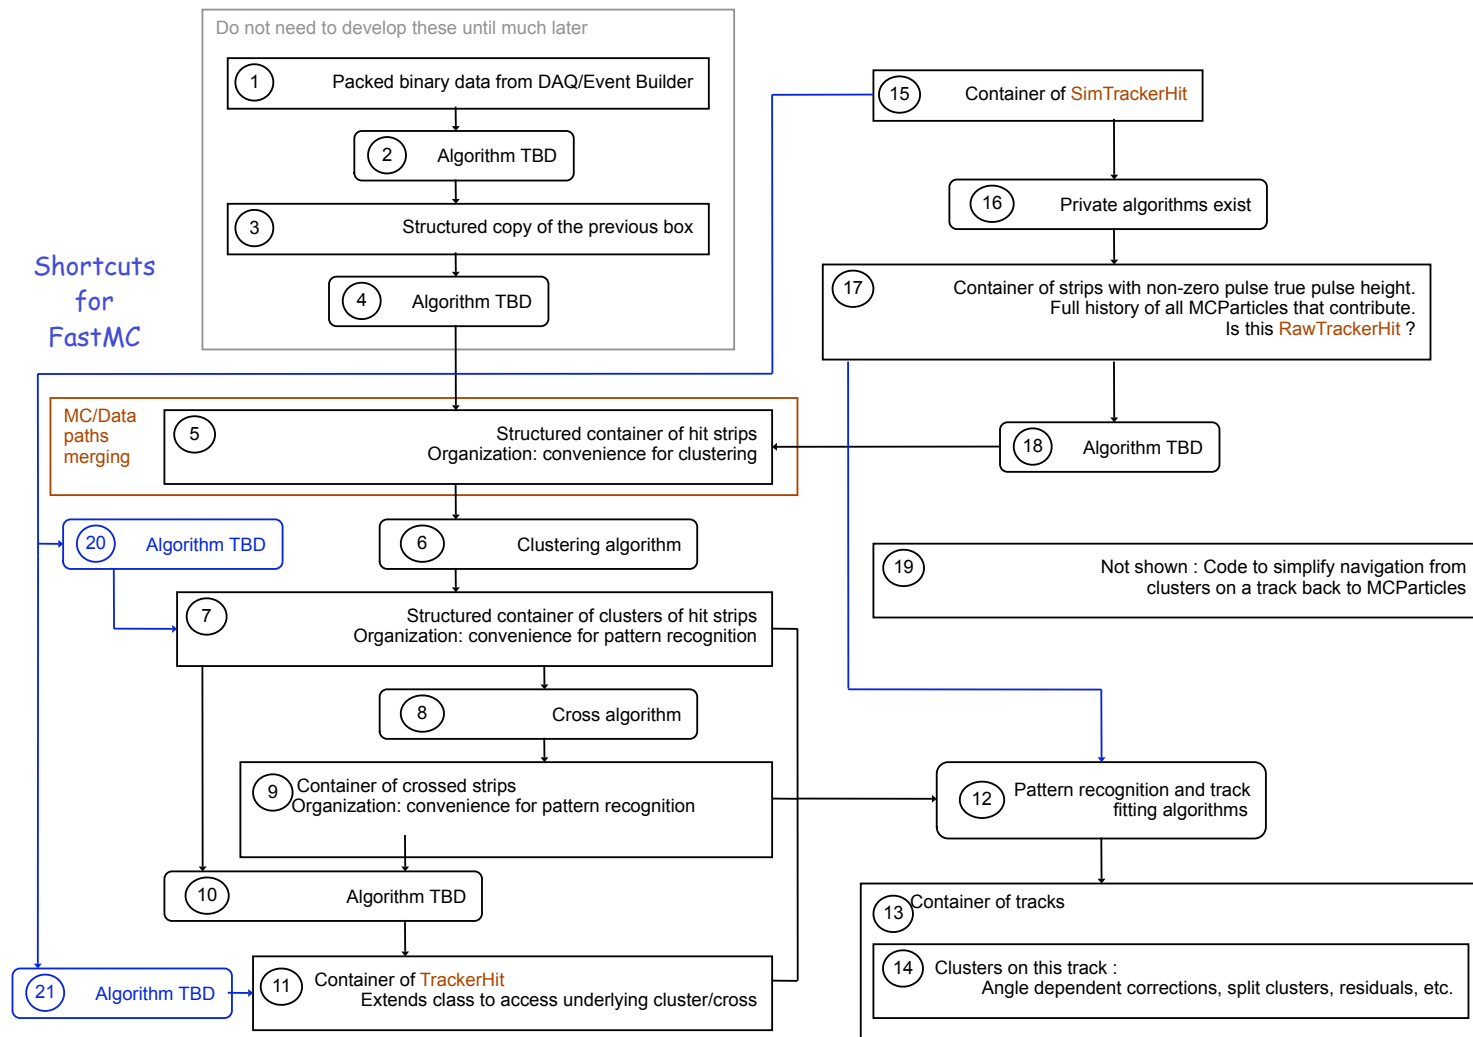 Do not need to develop these until much later
1
Packed binary data from DAQ/Event Builder
2
Algorithm TBD
3
Structured copy of the previous box
4
Algorithm TBD
Shortcuts
for
FastMC
15
Container of SimTrackerHit
16
Private algorithms exist
17
Container of strips with non-zero pulse true pulse height.
Full history of all MCParticles that contribute.
Is this RawTrackerHit ?
18
Algorithm TBD
MC/Data
paths
merging
5
Structured container of hit strips
Organization: convenience for clustering
20
Algorithm TBD
6
Clustering algorithm
19
Not shown : Code to simplify navigation from
clusters on a track back to MCParticles
7
Structured container of clusters of hit strips
Organization: convenience for pattern recognition
8
Cross algorithm
9
Container of crossed strips
Organization: convenience for pattern recognition
12
Pattern recognition and track
fitting algorithms
10
Algorithm TBD
13
Container of tracks
14
Clusters on this track :
Angle dependent corrections, split clusters, residuals, etc.
21
Algorithm TBD
11
Container of TrackerHit
Extends class to access underlying cluster/cross